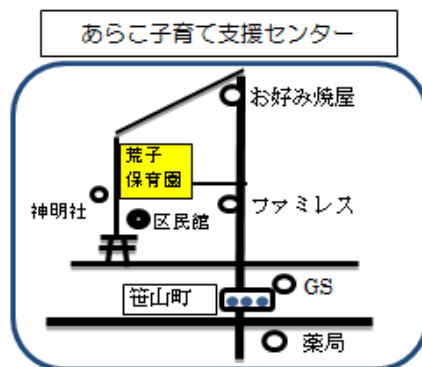 あらこ子育て支援センター
お好み焼屋
荒子
保育園
神明社
区民館
ファミレス
笹山町
GS
薬局